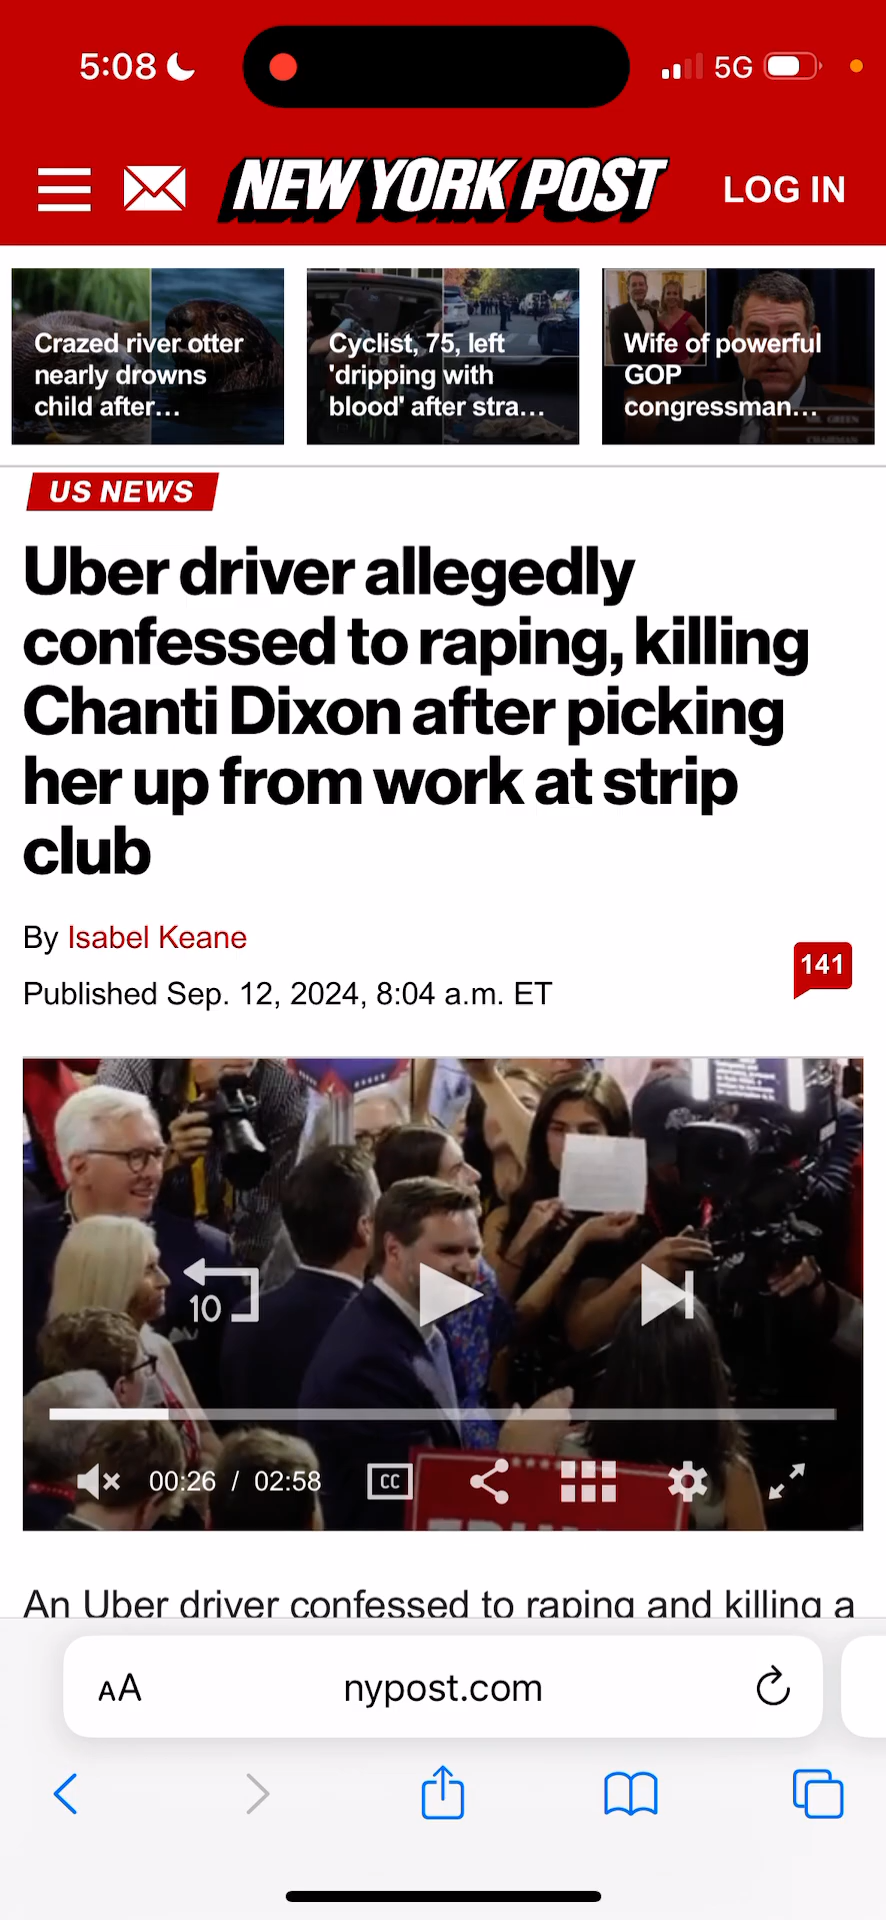 5:08
5G
NEW YORK POST
LOG IN
Crazed river otter
nearly drowns
child after...
Cyclist, 75, left
'dripping with
blood' after stra...
Wife of powerful
GOP
congressman...
MR. GREEN
CHAIRMAN
US NEWS
Uber driver allegedly
confessed to raping, killing
Chanti Dixon after picking
her up from work at strip
club
By Isabel Keane
141
Published Sep. 12, 2024, 8:04 a.m. ET
10
00:26 / 02:58
CC
An Uber driver confessed to raping and killing a
AA
nypost.com